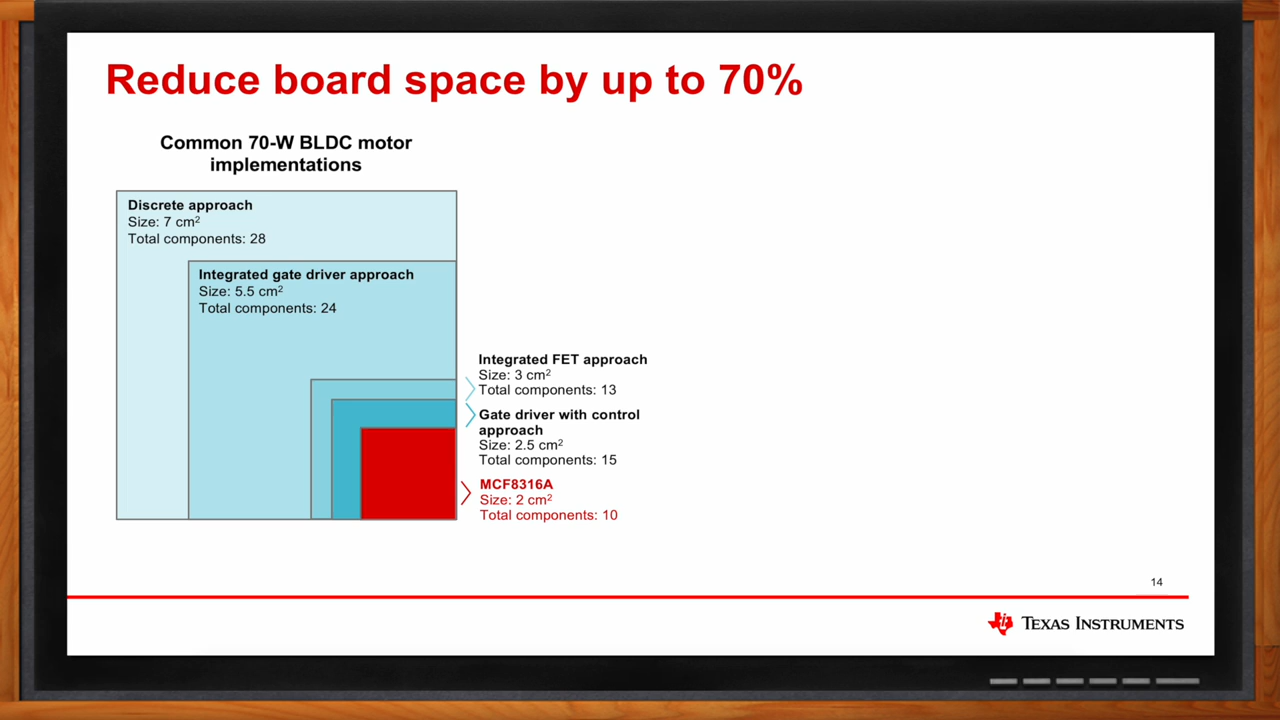 Reduce board space by up to 70%
Common 70-W BLDC motor
implementations
Discrete approach
Size: 7 cm²
Total components: 28
Integrated gate driver approach
Size: 5.5 cm²
Total components: 24
Integrated FET approach
Size: 3 cm²
Total components: 13
Gate driver with control
approach
Size: 2.5 cm²
Total components: 15
MCF8316A
Size: 2 cm²
Total components: 10
14
TEXAS INSTRUMENTS